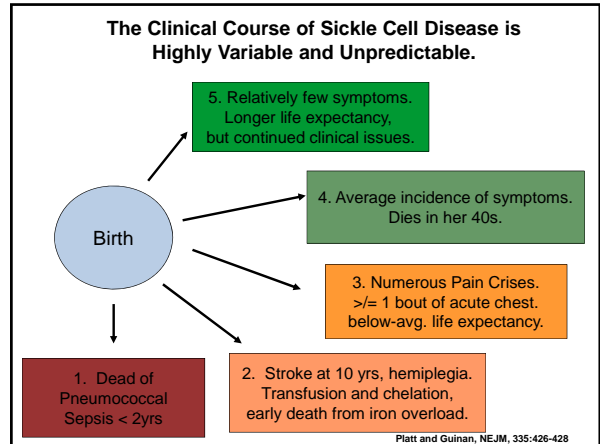 The Clinical Course of Sickle Cell Disease is
Highly Variable and Unpredictable.
5. Relatively few symptoms.
Longer life expectancy,
but continued clinical issues.
4. Average incidence of symptoms.
Dies in her 40s.
Birth
3. Numerous Pain Crises.
>/= 1 bout of acute chest.
below-avg. life expectancy.
1. Dead of
Pneumococcal
Sepsis < 2yrs
2. Stroke at 10 yrs, hemiplegia.
Transfusion and chelation,
early death from iron overload.
Platt and Guinan, NEJM, 335:426-428